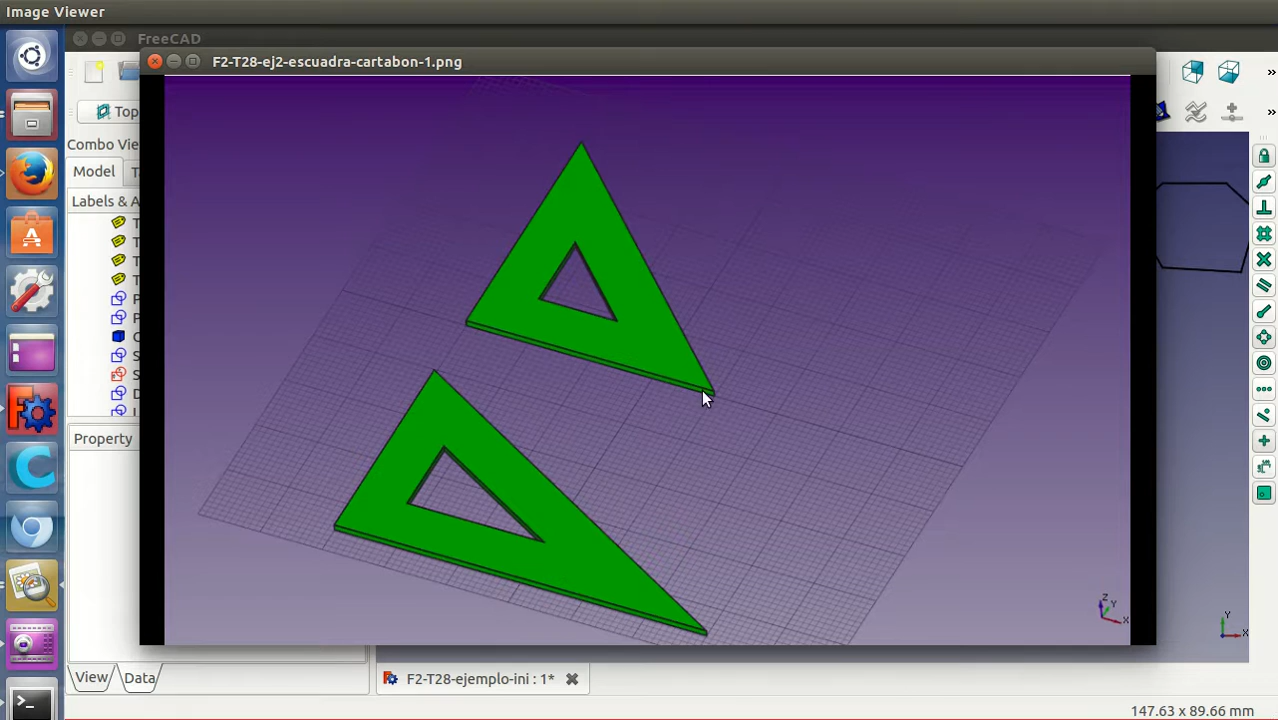 Image Viewer
FreeCAD
F2-T28-ej2-escuadra-cartabon-1.png
»
Top
»
Combo Vie
Model
T
Labels & A
T
T
T
T
P
P
C
S
S
D
L
Property
View
Data
Z
Y
X
Y
X
F2-T28-ejemplo-ini : 1*
147.63 x 89.66 mm